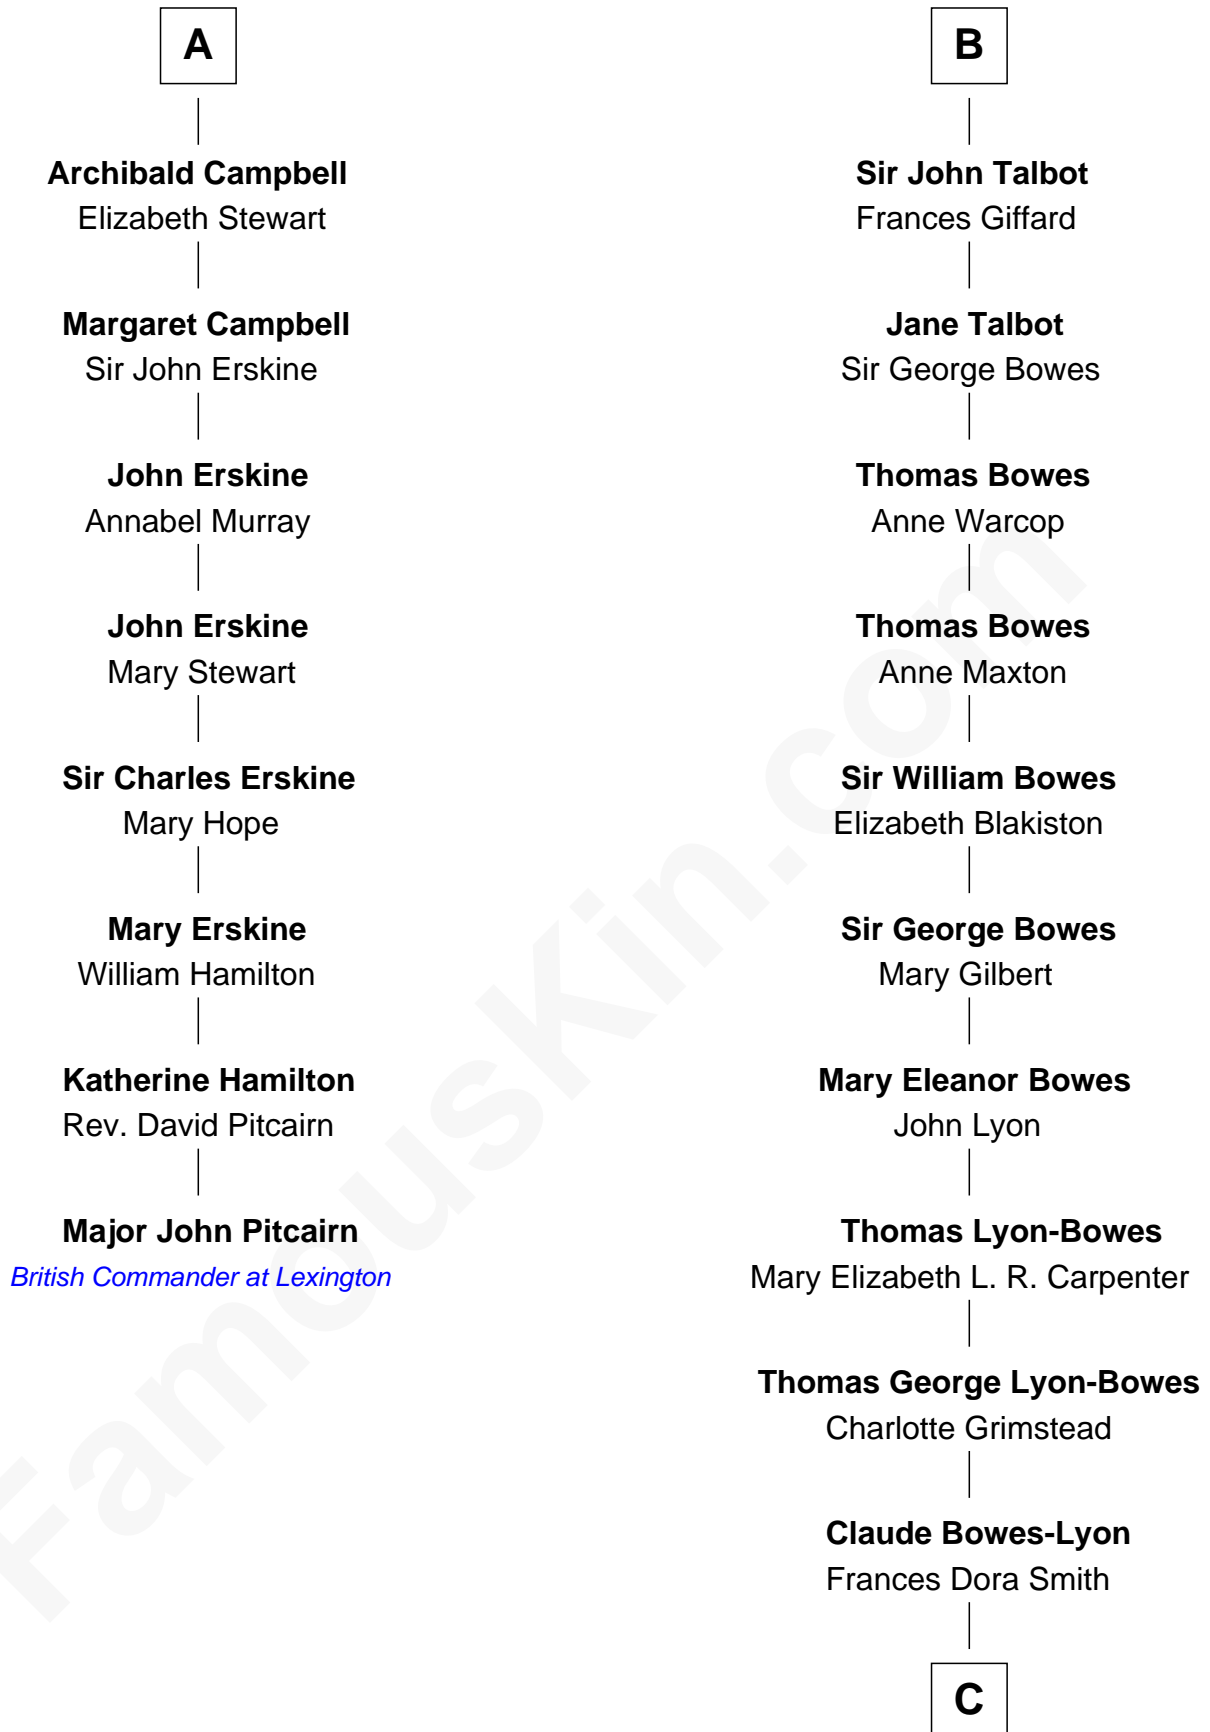 A
Archibald Campbell
Elizabeth Stewart
Margaret Campbell
Sir John Erskine
John Erskine
Annabel Murray
John Erskine
Mary Stewart
Sir Charles Erskine
Mary Hope
Mary Erskine
William Hamilton
Katherine Hamilton
Rev. David Pitcairn
Major John Pitcairn
British Commander at Lexington
B
Sir John Talbot
Frances Giffard
Jane Talbot
Sir George Bowes
Thomas Bowes
Anne Warcop
Thomas Bowes
Anne Maxton
Sir William Bowes
Elizabeth Blakiston
Sir George Bowes
Mary Gilbert
Mary Eleanor Bowes
John Lyon
Thomas Lyon-Bowes
Mary Elizabeth L. R. Carpenter
Thomas George Lyon-Bowes
Charlotte Grimstead
Claude Bowes-Lyon
Frances Dora Smith
C
FamousKin.com